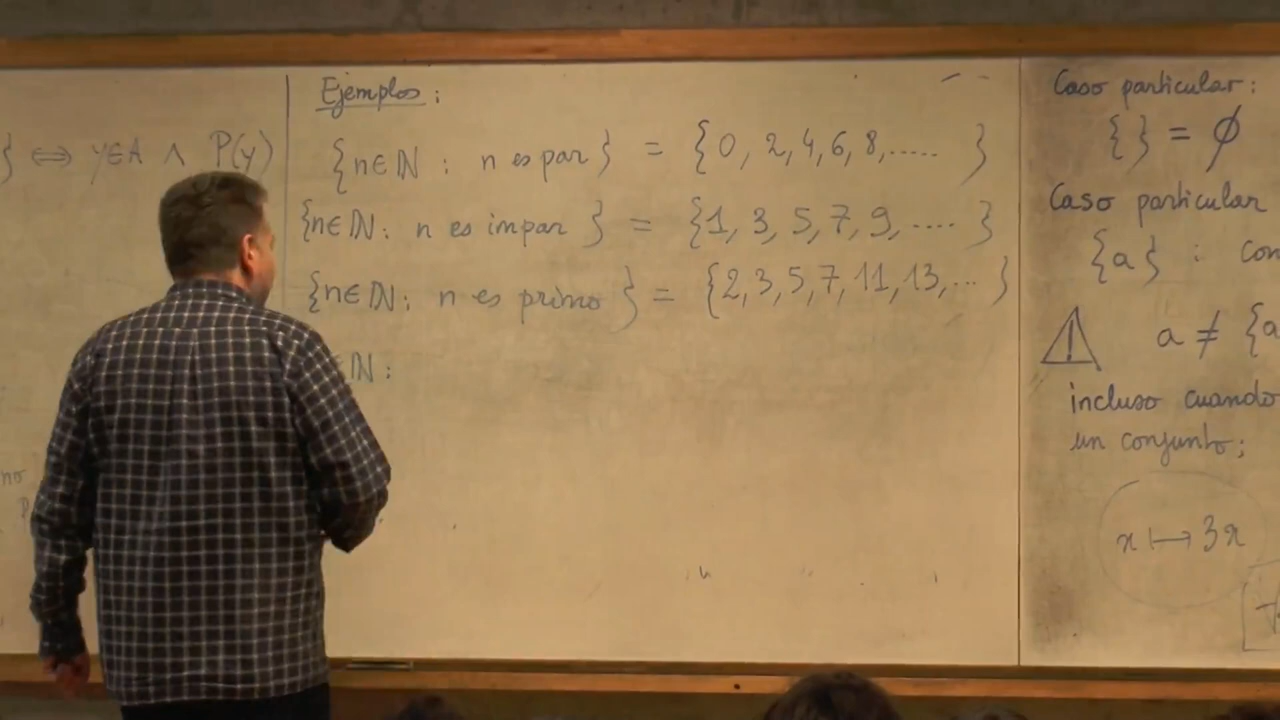 } ⟺ y∈A ∧ P(y)
Ejemplos:
{n∈ℕ : n es par} = {0, 2, 4, 6, 8, ..... }
{n∈ℕ: n es impar } = {1, 3, 5, 7, 9, .... }
{n∈ℕ: n es primo } = {2, 3, 5, 7, 11, 13, ... }
∈ℕ:
Caso particular:
{ } = ∅
Caso particular
{a} : con
⚠ a ≠ {a
incluso cuando
un conjunto;
x ↦ 3x